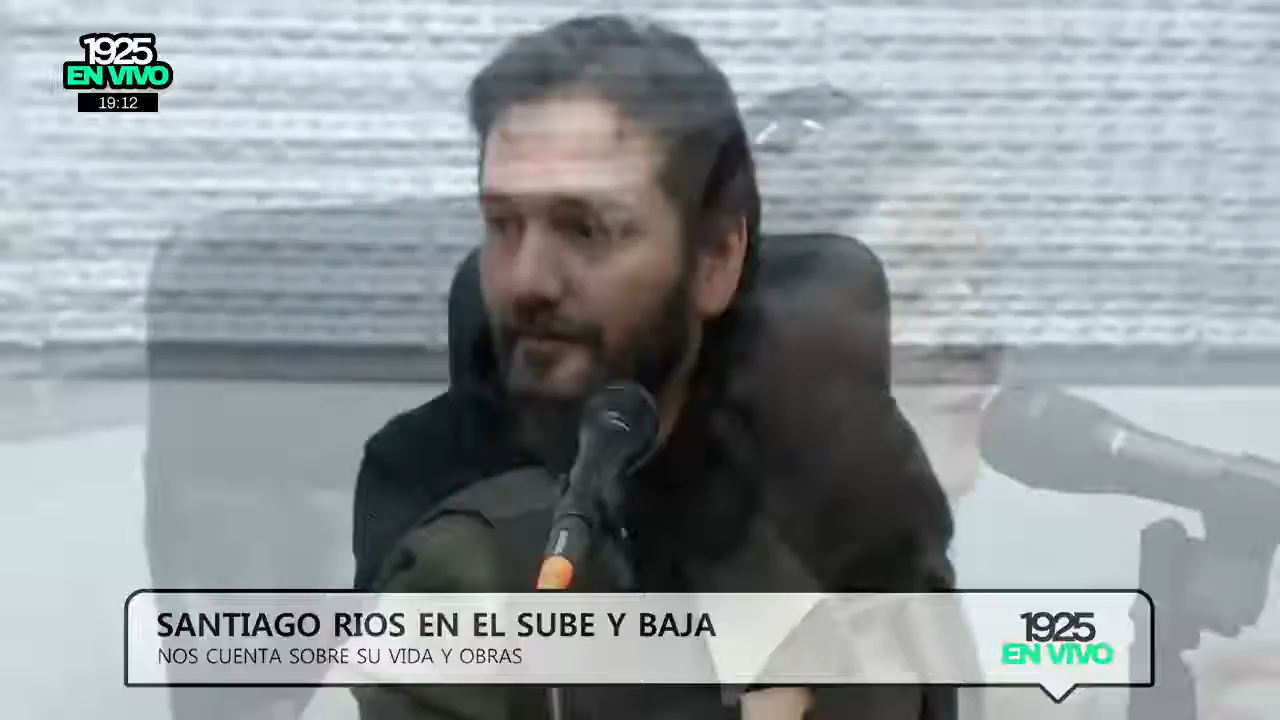 1925
EN VIVO
19:12
SANTIAGO RIOS EN EL SUBE Y BAJA
NOS CUENTA SOBRE SU VIDA Y OBRAS
1925
EN VIVO